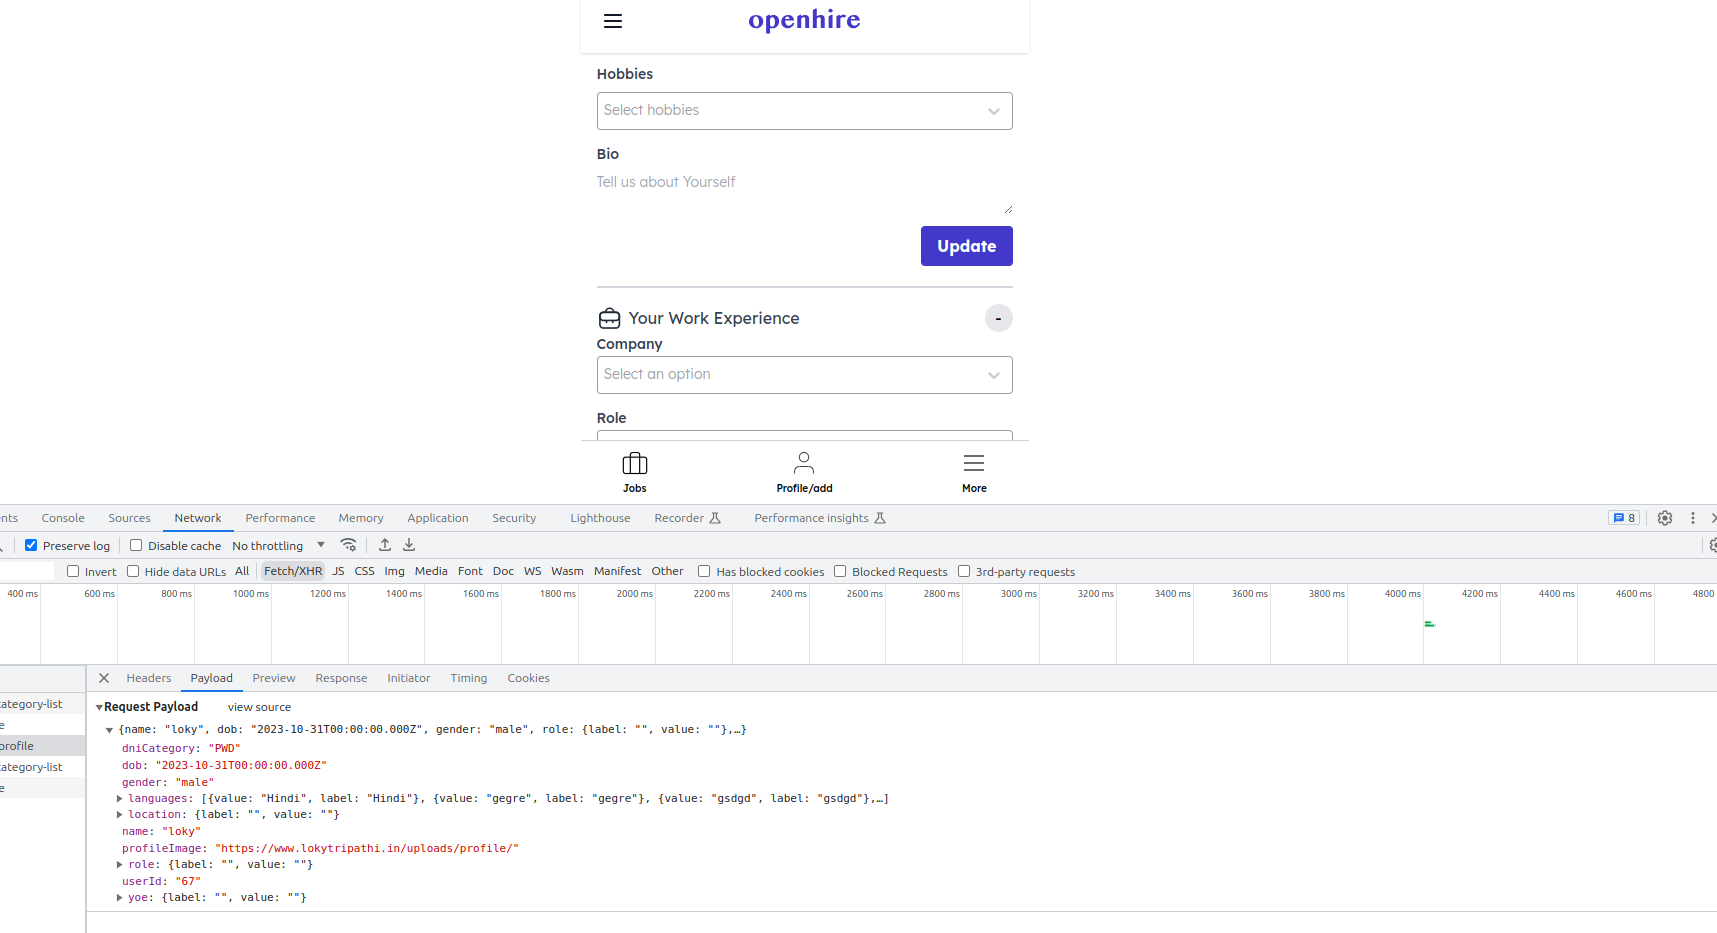 openhire
Hobbies
Select hobbies
Bio
Tell us about Yourself
Update
Your Work Experience
-
Company
Select an option
Role
Jobs Profile/add More
nts Console Sources Network Performance Memory Application Security Lighthouse Recorder Performance insights 8
Preserve log Disable cache No throttling
Invert Hide data URLs All Fetch/XHR JS CSS Img Media Font Doc WS Wasm Manifest Other Has blocked cookies Blocked Requests 3rd-party requests
400 ms 600 ms 800 ms 1000 ms 1200 ms 1400 ms 1600 ms 1800 ms 2000 ms 2200 ms 2400 ms 2600 ms 2800 ms 3000 ms 3200 ms 3400 ms 3600 ms 3800 ms 4000 ms 4200 ms 4400 ms 4600 ms 4800
Headers Payload Preview Response Initiator Timing Cookies
ategory-list
e
profile
ategory-list
e
Request Payload view source
{name: "loky", dob: "2023-10-31T00:00:00.000Z", gender: "male", role: {label: "", value: ""},…}
dniCategory: "PWD"
dob: "2023-10-31T00:00:00.000Z"
gender: "male"
languages: [{value: "Hindi", label: "Hindi"}, {value: "gegre", label: "gegre"}, {value: "gsdgd", label: "gsdgd"},…]
location: {label: "", value: ""}
name: "loky"
profileImage: "https://www.lokytripathi.in/uploads/profile/"
role: {label: "", value: ""}
userId: "67"
yoe: {label: "", value: ""}